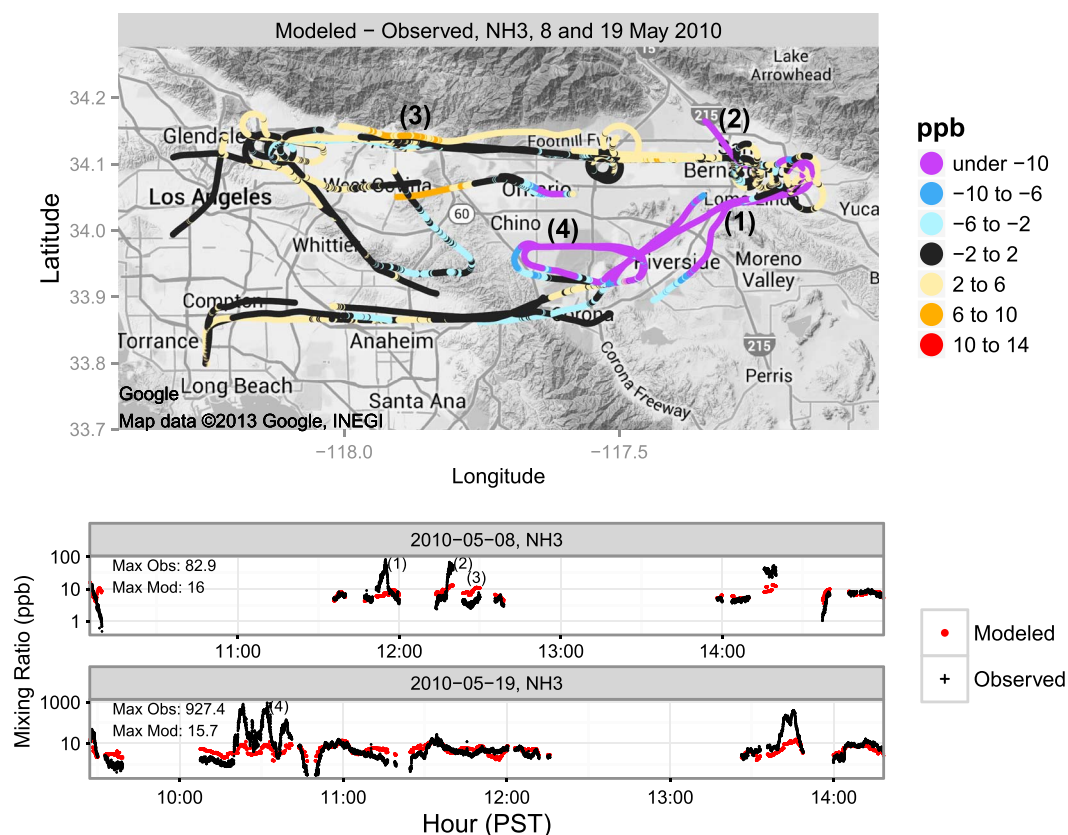 Modeled − Observed, NH3, 8 and 19 May 2010
Latitude
34.2
34.1
34.0
33.9
33.8
33.7
15
Lake
Arrowhead
215
(2)
(3)
Glendale
Foothill Fwy
Los Angeles
West Covina
Ontario
60
Chino
(4)
(1)
Yuca
Whittier
Riverside
Moreno
Valley
B
Compton
Corona
Torrance
Anaheim
215
Long Beach
Corona Freeway
Perris
Santa Ana
Google
Map data ©2013 Google, INEGI
−118.0
−117.5
Longitude
ppb
under −10
−10 to −6
−6 to −2
−2 to 2
2 to 6
6 to 10
10 to 14
Mixing Ratio (ppb)
2010-05-08, NH3
100
10
1
Max Obs: 82.9
Max Mod: 16
(1)
(2)
(3)
11:00
12:00
13:00
14:00
2010-05-19, NH3
1000
10
Max Obs: 927.4
Max Mod: 15.7
(4)
10:00
11:00
12:00
13:00
14:00
Hour (PST)
Modeled
Observed